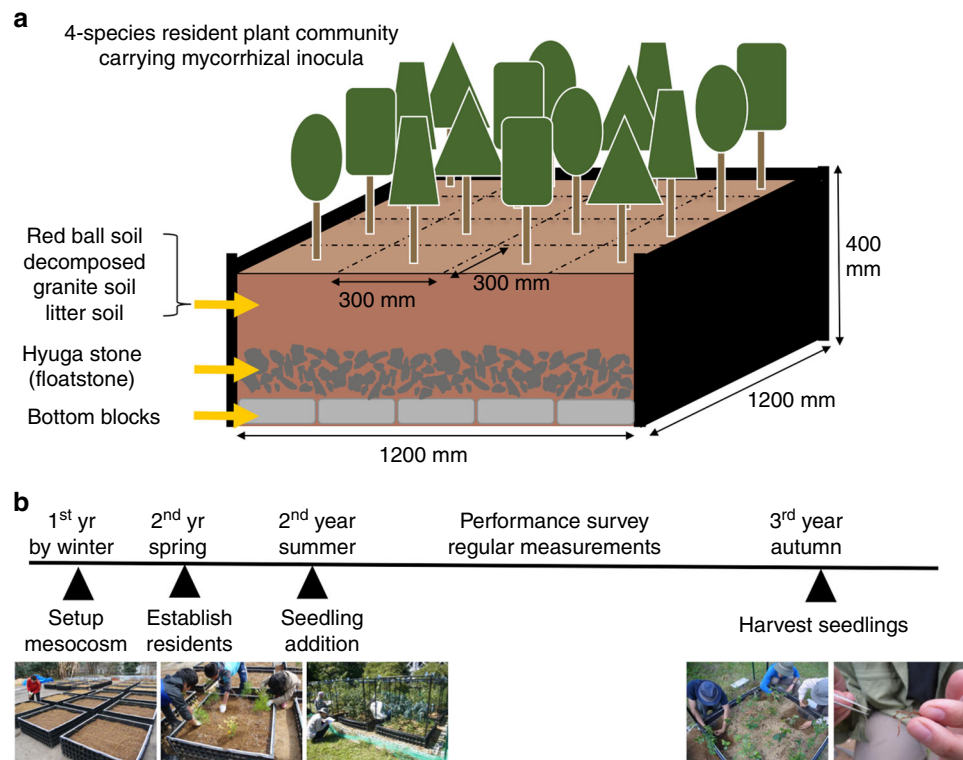 a
4-species resident plant community
carrying mycorrhizal inocula
Red ball soil
decomposed
granite soil
litter soil
Hyuga stone
(floatstone)
Bottom blocks
300 mm
300 mm
400
mm
1200 mm
1200 mm
b
1st yr
by winter
2nd yr
spring
2nd year
summer
Performance survey
regular measurements
3rd year
autumn
Setup
mesocosm
Establish
residents
Seedling
addition
Harvest seedlings